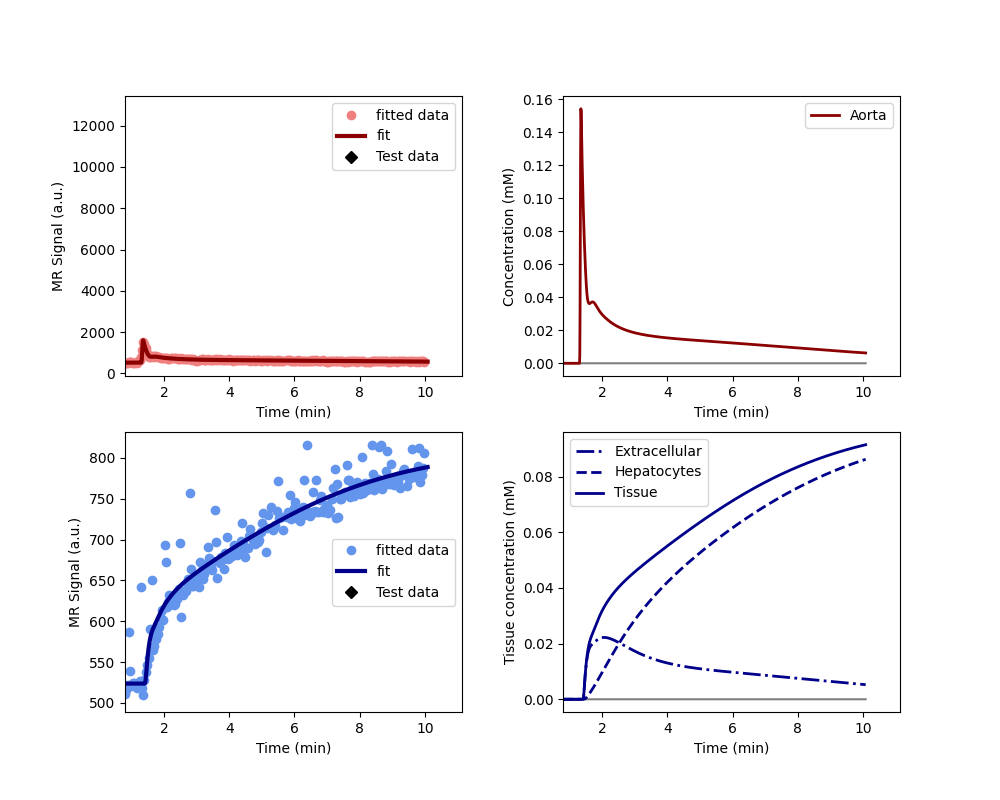 12000
10000
8000
6000
4000
2000
0
MR Signal (a.u.)
2 4 6 8 10
Time (min)
fitted data
fit
Test data
0.16
0.14
0.12
0.10
0.08
0.06
0.04
0.02
0.00
Concentration (mM)
2 4 6 8 10
Time (min)
Aorta
800
750
700
650
600
550
500
MR Signal (a.u.)
2 4 6 8 10
Time (min)
fitted data
fit
Test data
0.08
0.06
0.04
0.02
0.00
Tissue concentration (mM)
2 4 6 8 10
Time (min)
Extracellular
Hepatocytes
Tissue